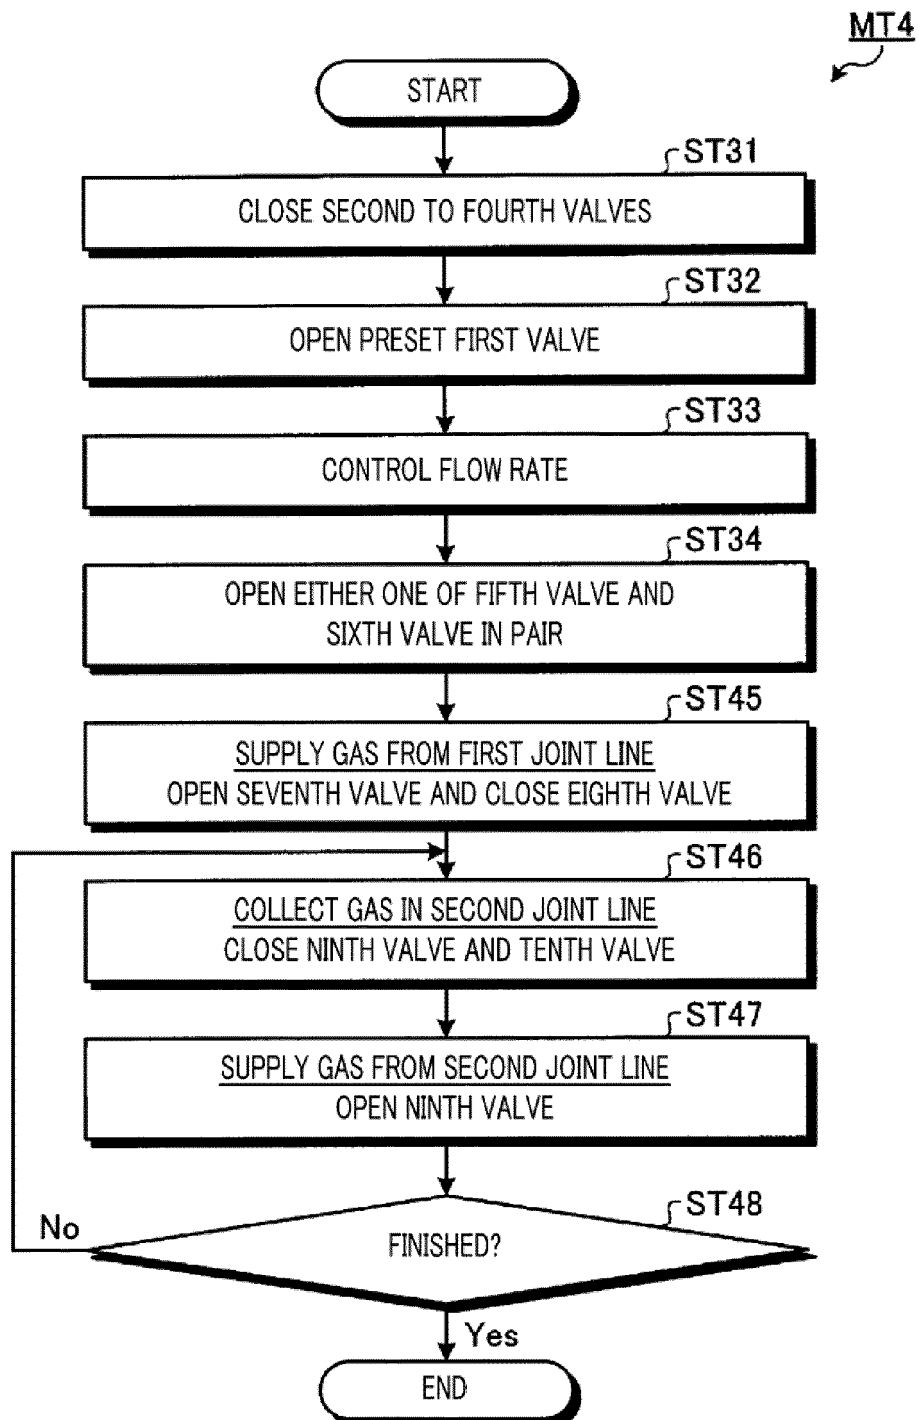 MT4
START
ST31
CLOSE SECOND TO FOURTH VALVES
ST32
OPEN PRESET FIRST VALVE
ST33
CONTROL FLOW RATE
ST34
OPEN EITHER ONE OF FIFTH VALVE AND
SIXTH VALVE IN PAIR
ST45
SUPPLY GAS FROM FIRST JOINT LINE
OPEN SEVENTH VALVE AND CLOSE EIGHTH VALVE
ST46
COLLECT GAS IN SECOND JOINT LINE
CLOSE NINTH VALVE AND TENTH VALVE
ST47
SUPPLY GAS FROM SECOND JOINT LINE
OPEN NINTH VALVE
ST48
No
FINISHED?
Yes
END